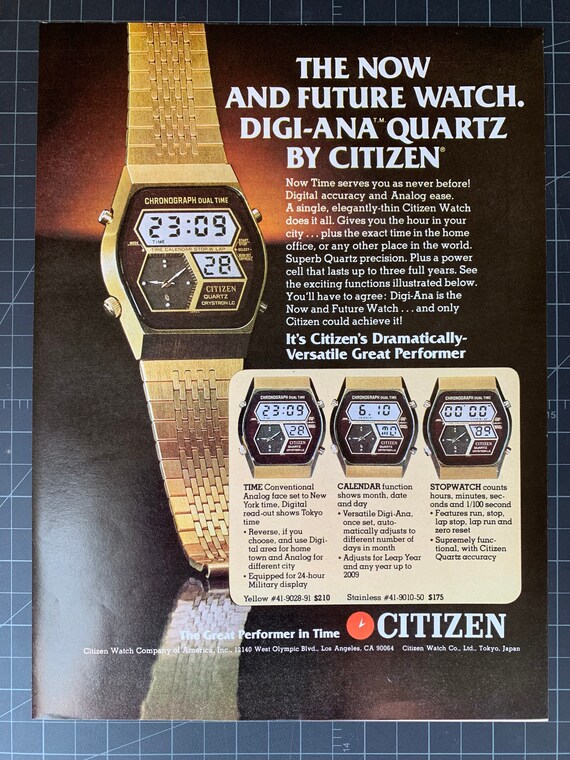 THE NOW
AND FUTURE WATCH.
DIGI-ANA™ QUARTZ
BY CITIZEN®
Now Time serves you as never before!
Digital accuracy and Analog ease.
A single, elegantly-thin Citizen Watch
does it all. Gives you the hour in your
city . . . plus the exact time in the home
office, or any other place in the world.
Superb Quartz precision. Plus a power
cell that lasts up to three full years. See
the exciting functions illustrated below.
You'll have to agree: Digi-Ana is the
Now and Future Watch . . . and only
Citizen could achieve it!
It's Citizen's Dramatically-
Versatile Great Performer
CHRONOGRAPH DUAL TIME
23:09
TIME
TIME CALENDAR STOP.W LAP
28
CITIZEN
QUARTZ
CRYSTRON LC
CHRONOGRAPH DUAL TIME
23:09
28
CITIZEN
CHRONOGRAPH DUAL TIME
6.10
CITIZEN
CHRONOGRAPH DUAL TIME
00'00"
89
CITIZEN
TIME Conventional
Analog face set to New
York time, Digital
read-out shows Tokyo
time
• Reverse, if you
choose, and use Digi-
tal area for home
town and Analog for
different city
• Equipped for 24-hour
Military display
CALENDAR function
shows month, date
and day
• Versatile Digi-Ana,
once set, auto-
matically adjusts to
different number of
days in month
• Adjusts for Leap Year
and any year up to
2009
STOPWATCH counts
hours, minutes, sec-
onds and 1/100 second
• Features run, stop,
lap stop, lap run and
zero reset
• Supremely func-
tional, with Citizen
Quartz accuracy
Yellow #41-9028-91 $210
Stainless #41-9010-50 $175
The Great Performer in Time
CITIZEN
Citizen Watch Company of America, Inc., 12140 West Olympic Blvd., Los Angeles, CA 90064 Citizen Watch Co., Ltd., Tokyo, Japan
15
14